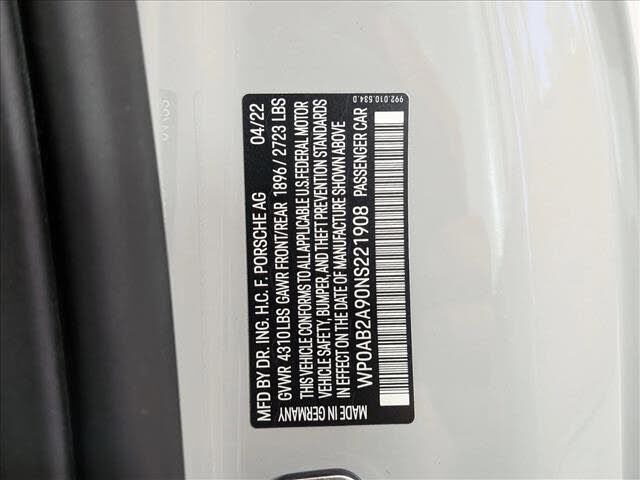 MFD BY DR. ING. H.C. F. PORSCHE AG 04/22
GVWR 4310 LBS GAWR FRONT/REAR 1896/2723 LBS
THIS VEHICLE CONFORMS TO ALL APPLICABLE U.S. FEDERAL MOTOR
VEHICLE SAFETY, BUMPER, AND THEFT PREVENTION STANDARDS
IN EFFECT ON THE DATE OF MANUFACTURE SHOWN ABOVE
WP0AB2A90NS221908 PASSENGER CAR
MADE IN GERMANY
992.010.534.0